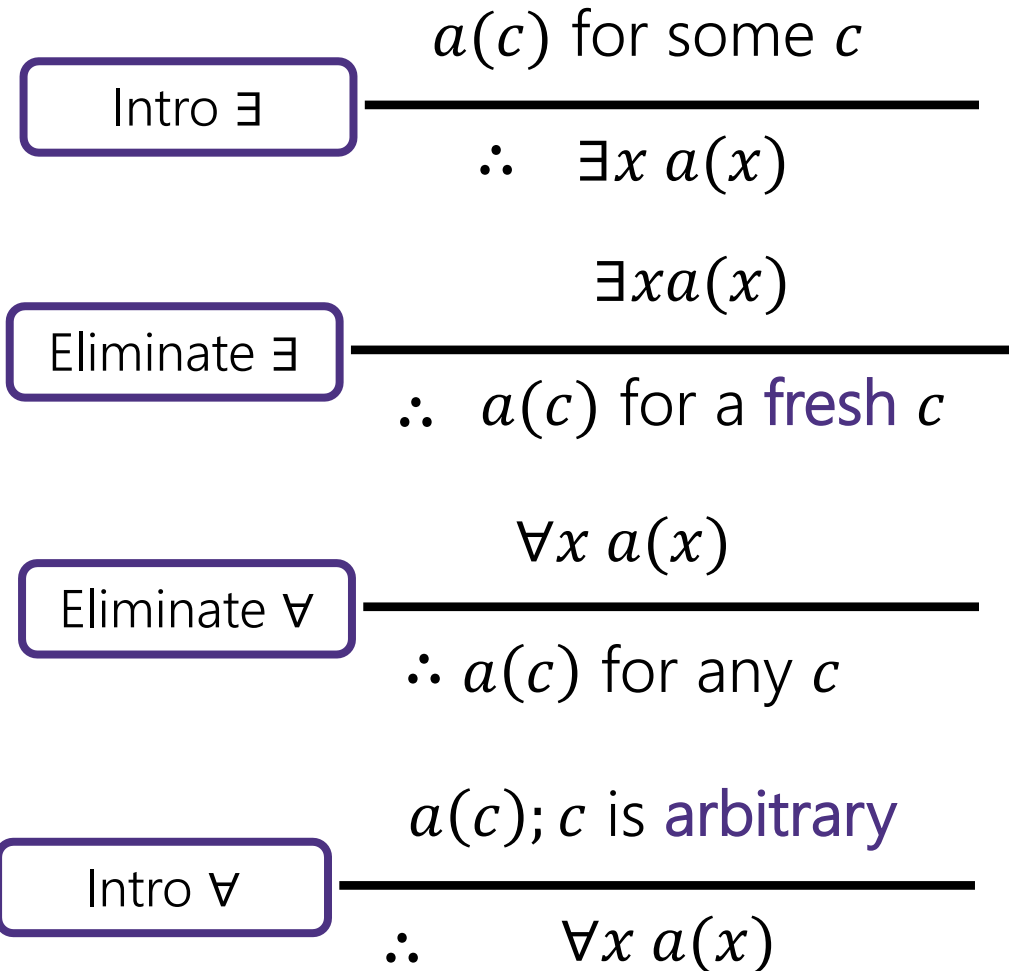 a(c) for some c
Intro ∃
∴ ∃x a(x)
∃xa(x)
Eliminate ∃
∴ a(c) for a fresh c
∀x a(x)
Eliminate ∀
∴ a(c) for any c
a(c); c is arbitrary
Intro ∀
∴ ∀x a(x)